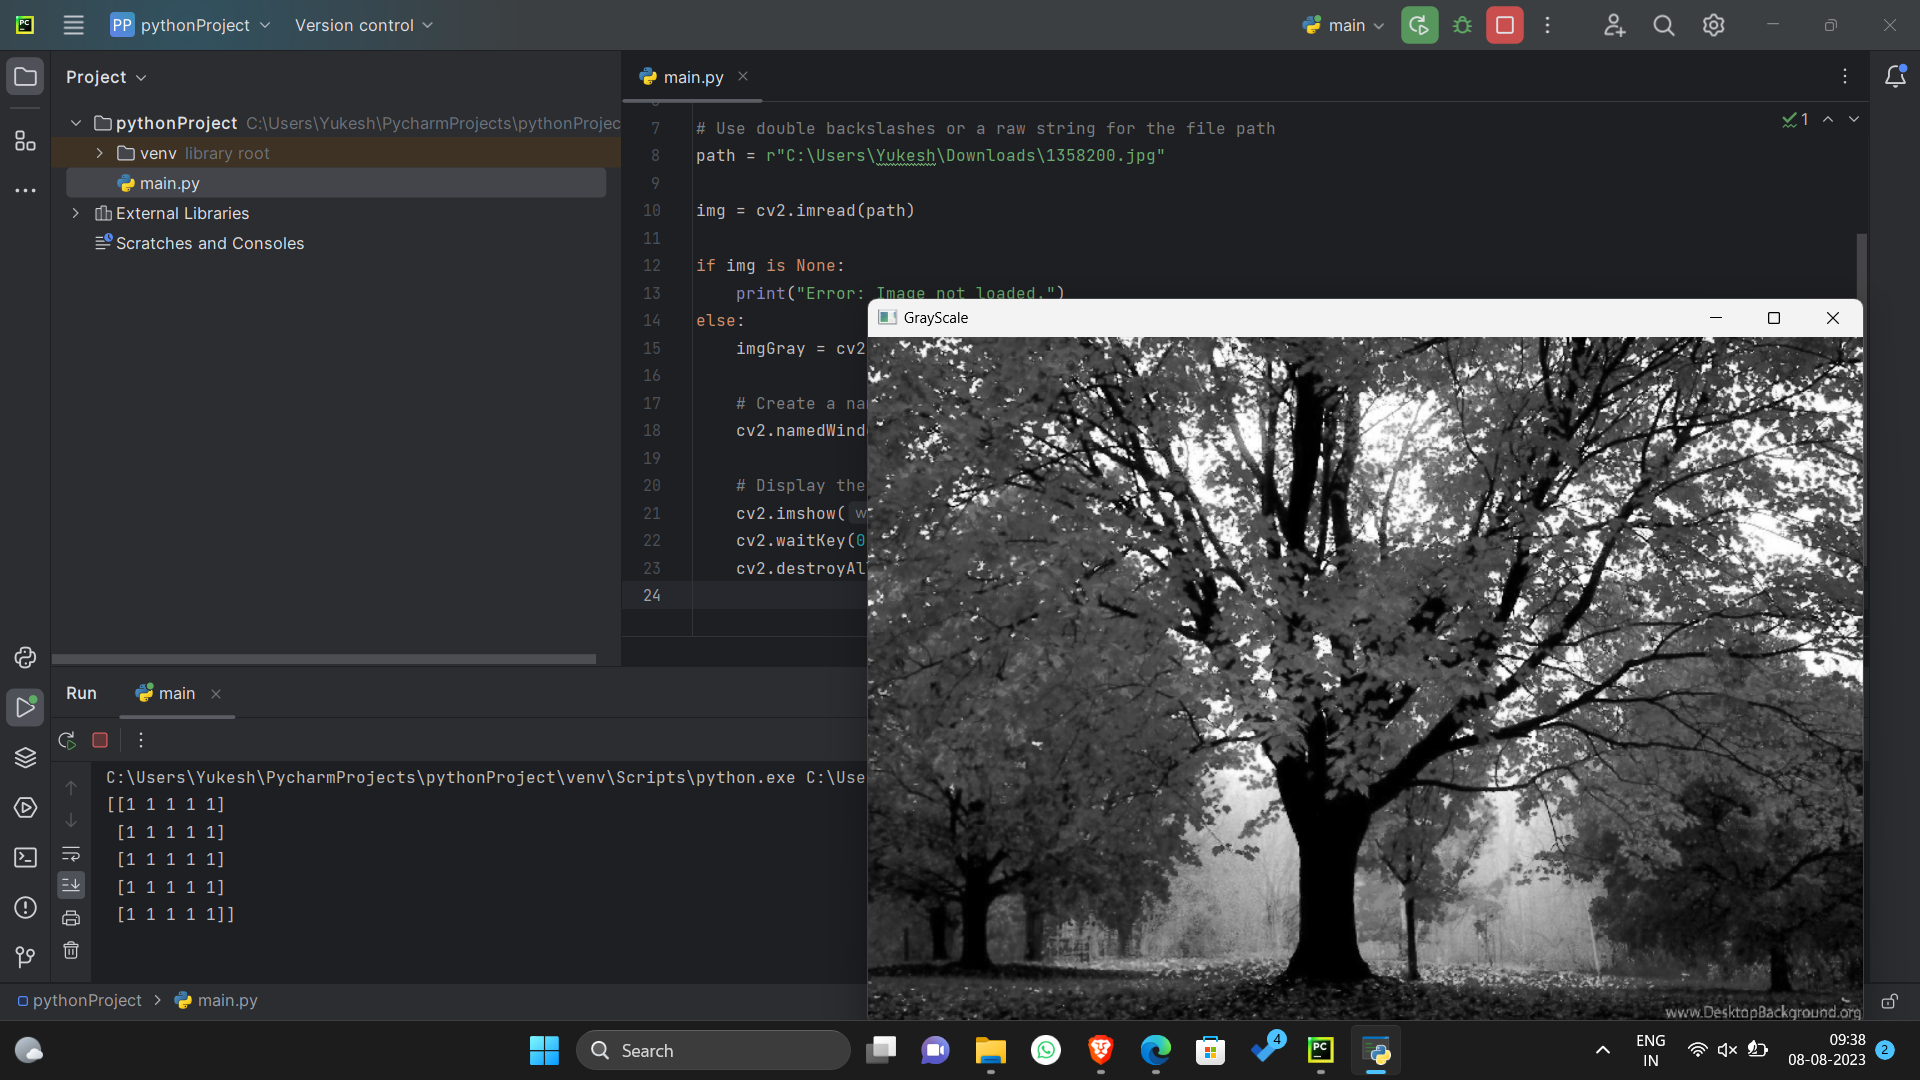 PP pythonProject
Version control
main
Project
main.py
pythonProject C:\Users\Yukesh\PycharmProjects\pythonProjec
venv library root
main.py
External Libraries
Scratches and Consoles
7 # Use double backslashes or a raw string for the file path
1
8 path = r"C:\Users\Yukesh\Downloads\1358200.jpg"
9
10 img = cv2.imread(path)
11
12 if img is None:
13 print("Error: Image not loaded.")
14 else:
15 imgGray = cv2
16
17 # Create a na
18 cv2.namedWind
19
20 # Display the
21 cv2.imshow( w
22 cv2.waitKey(0
23 cv2.destroyAl
24
GrayScale
www.DesktopBackground.org
Run
main
C:\Users\Yukesh\PycharmProjects\pythonProject\venv\Scripts\python.exe C:\Use
[[1 1 1 1 1]
[1 1 1 1 1]
[1 1 1 1 1]
[1 1 1 1 1]
[1 1 1 1 1]]
pythonProject > main.py
Search
PC
4
PC
ENG
IN
09:38
08-08-2023
2